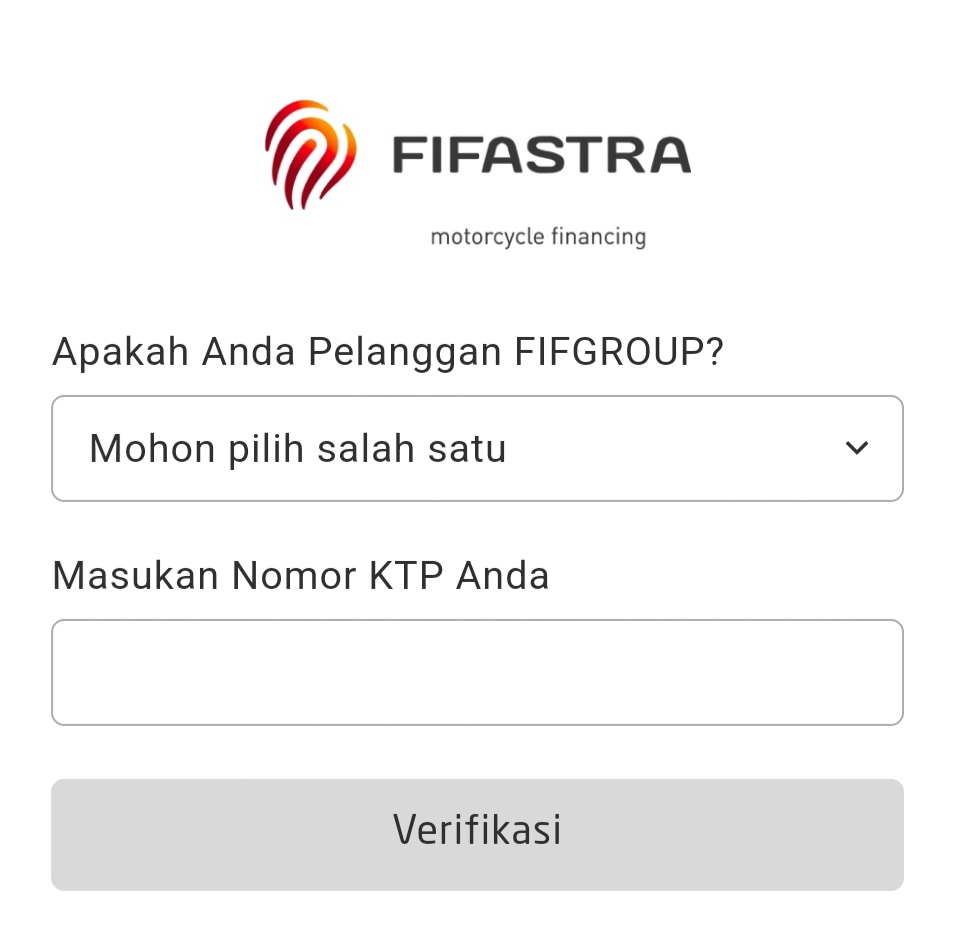 FIFASTRA
motorcycle financing
Apakah Anda Pelanggan FIFGROUP?
Mohon pilih salah satu
Masukan Nomor KTP Anda
Verifikasi